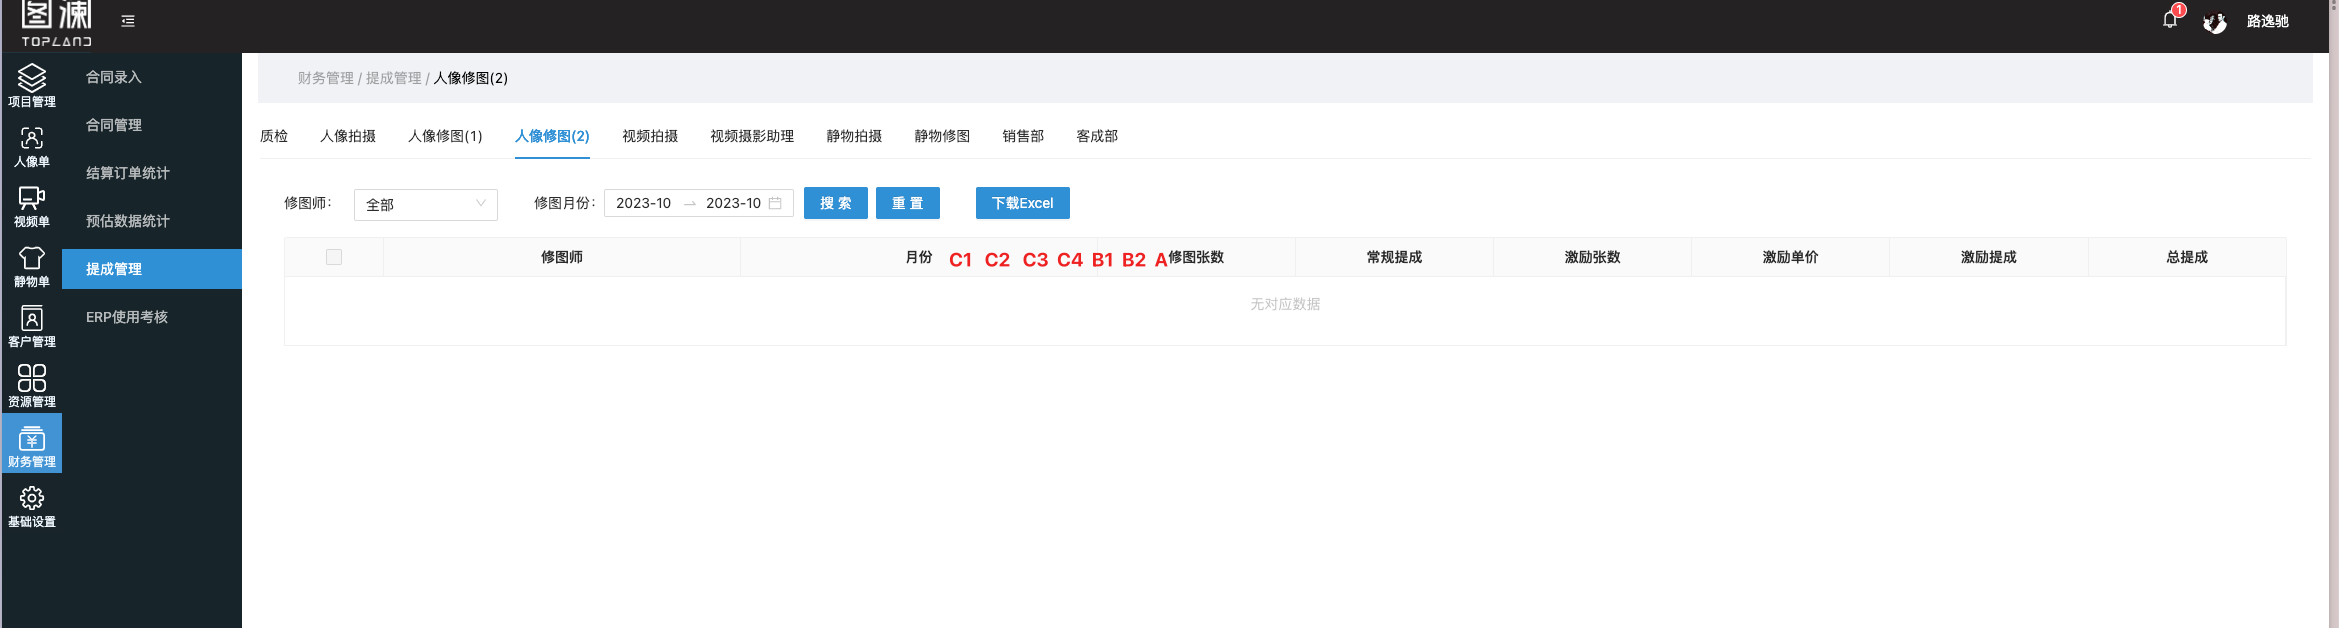 图澜
TOPLAND
1
路逸驰
项目管理
人像单
视频单
静物单
客户管理
资源管理
财务管理
基础设置
合同录入
合同管理
结算订单统计
预估数据统计
提成管理
ERP使用考核
财务管理 / 提成管理 / 人像修图(2)
质检 人像拍摄 人像修图(1) 人像修图(2) 视频拍摄 视频摄影助理 静物拍摄 静物修图 销售部 客成部
修图师: 全部 修图月份: 2023-10 → 2023-10 搜 索 重 置 下载Excel
修图师 月份 C1 C2 C3 C4 B1 B2 A 修图张数 常规提成 激励张数 激励单价 激励提成 总提成
无对应数据